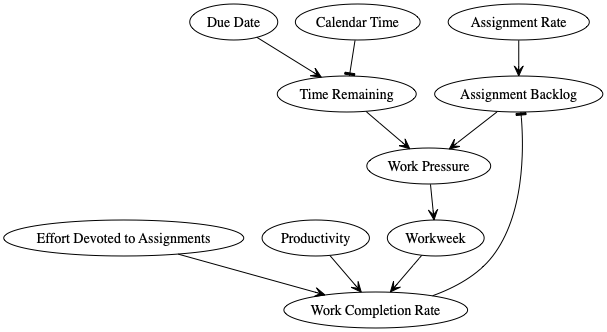 Due Date
Calendar Time
Assignment Rate
Time Remaining
Assignment Backlog
Work Pressure
Effort Devoted to Assignments
Productivity
Workweek
Work Completion Rate